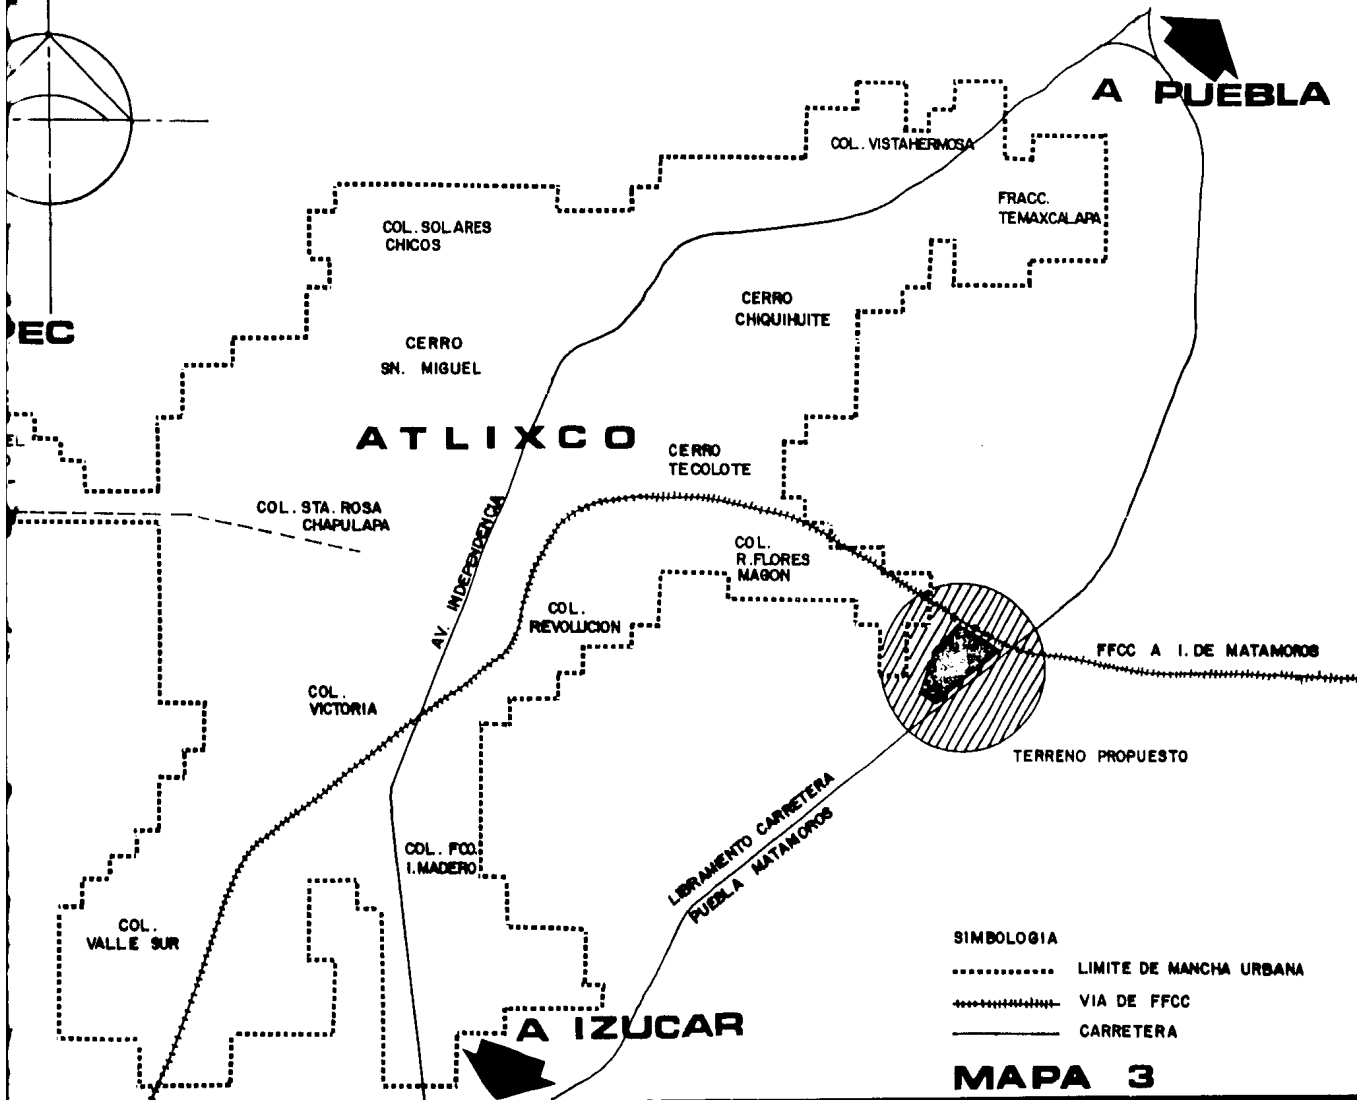 A PUEBLA
COL. VISTAHERMOSA
FRACC.
TEMAXCALAPA
COL. SOLARES
CHICOS
CERRO
CHIQUIHUITE
PEC
CERRO
SN. MIGUEL
ATLIXCO
EL
CERRO
TECOLOTE
COL. STA. ROSA
CHAPULAPA
AV. INDEPENDENCIA
COL.
R. FLORES
MAGON
COL.
REVOLUCION
FFCC A I. DE MATAMOROS
COL.
VICTORIA
TERRENO PROPUESTO
LIBRAMIENTO CARRETERA
PUEBLA MATAMOROS
COL. FCO.
I. MADERO
COL.
VALLE SUR
A IZUCAR
SIMBOLOGIA
LIMITE DE MANCHA URBANA
VIA DE FFCC
CARRETERA
MAPA 3